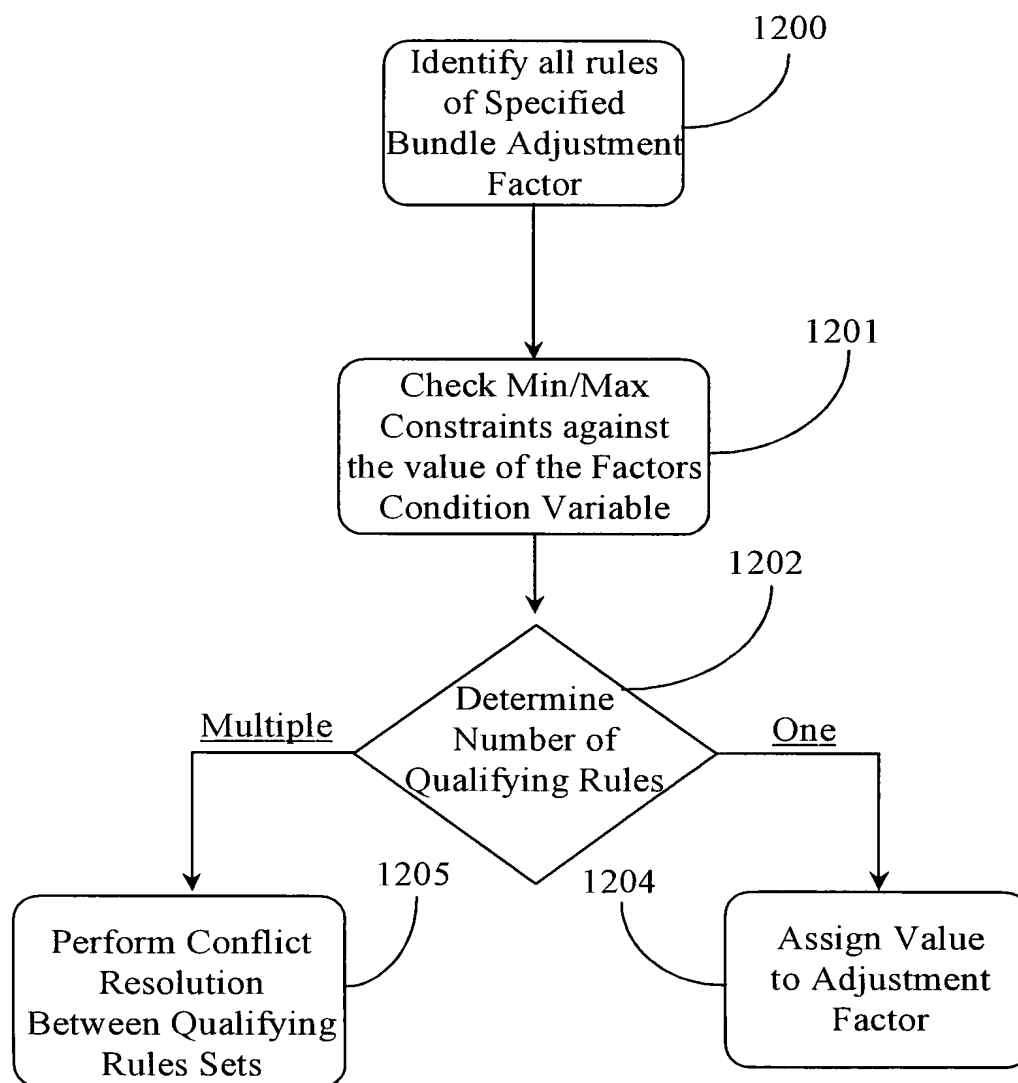 1200
Identify all rules
of Specified
Bundle Adjustment
Factor
1201
Check Min/Max
Constraints against
the value of the Factors
Condition Variable
1202
Determine
Number of
Qualifying Rules
Multiple
One
1205
1204
Perform Conflict
Resolution
Between Qualifying
Rules Sets
Assign Value
to Adjustment
Factor